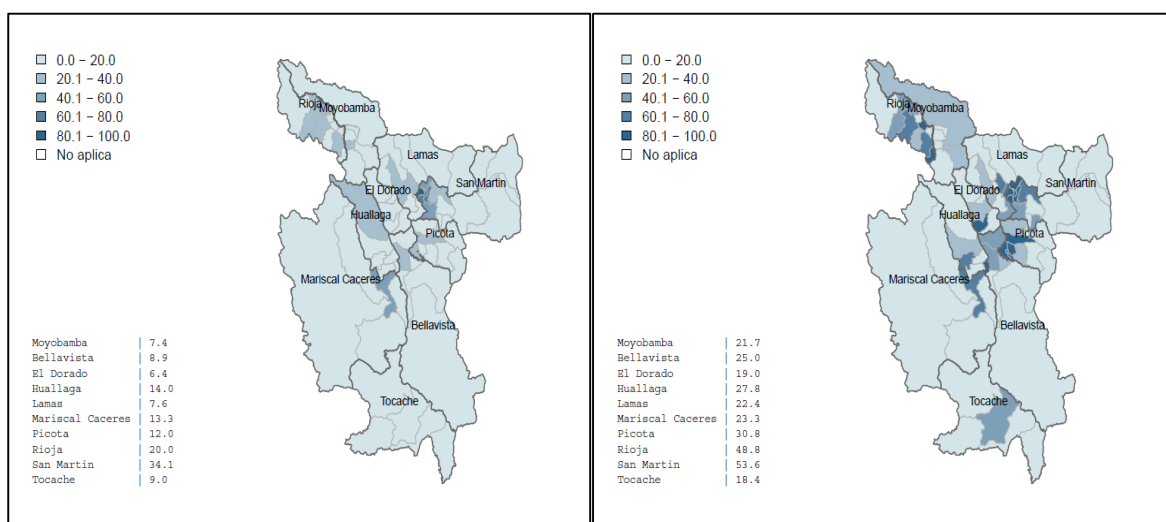 0.0 − 20.0
20.1 − 40.0
40.1 − 60.0
60.1 − 80.0
80.1 − 100.0
No aplica
Rioja
Moyobamba
Lamas
San Martin
El Dorado
Huallaga
Picota
Mariscal Caceres
Bellavista
Tocache
Moyobamba | 7.4
Bellavista | 8.9
El Dorado | 6.4
Huallaga | 14.0
Lamas | 7.6
Mariscal Caceres | 13.3
Picota | 12.0
Rioja | 20.0
San Martin | 34.1
Tocache | 9.0
0.0 − 20.0
20.1 − 40.0
40.1 − 60.0
60.1 − 80.0
80.1 − 100.0
No aplica
Rioja
Moyobamba
Lamas
San Martin
El Dorado
Huallaga
Picota
Mariscal Caceres
Bellavista
Tocache
Moyobamba | 21.7
Bellavista | 25.0
El Dorado | 19.0
Huallaga | 27.8
Lamas | 22.4
Mariscal Caceres | 23.3
Picota | 30.8
Rioja | 48.8
San Martin | 53.6
Tocache | 18.4